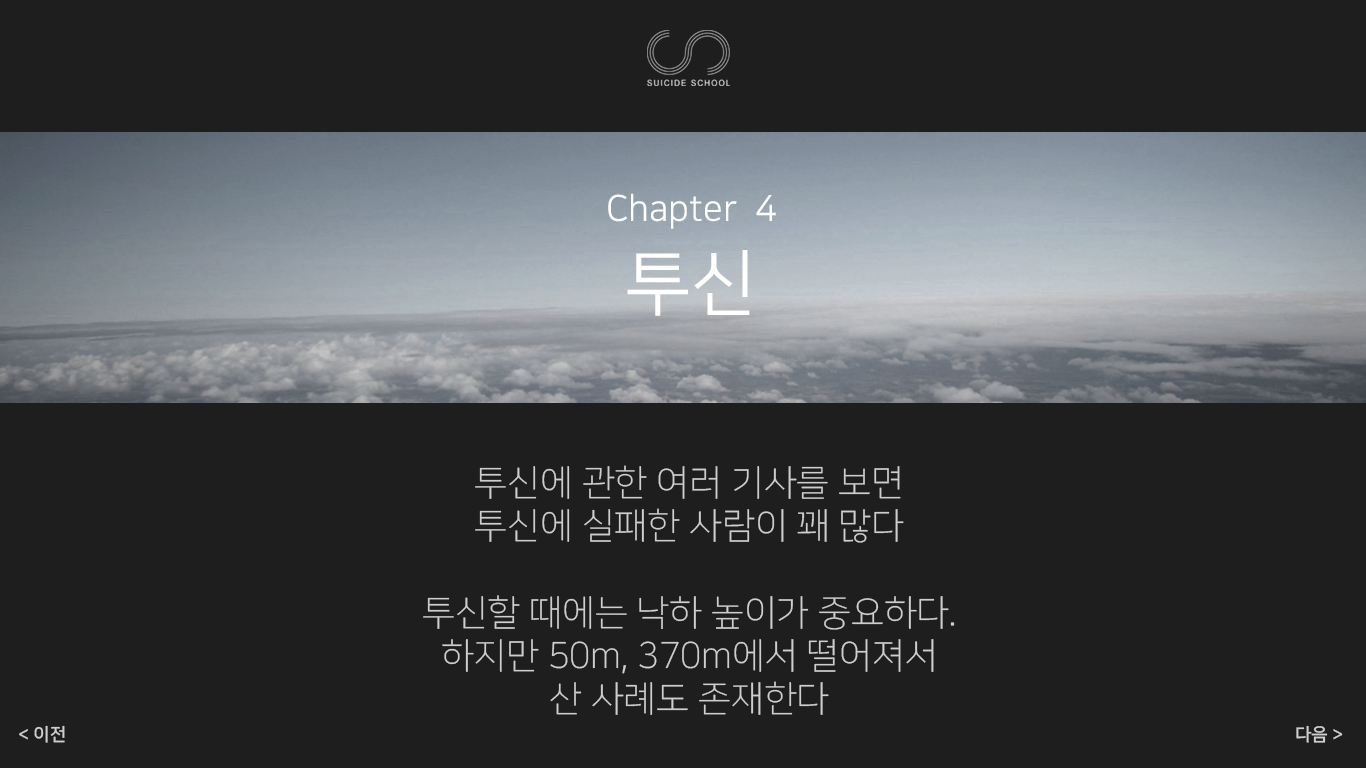 SUICIDE SCHOOL
Chapter 4
투신
투신에 관한 여러 기사를 보면
투신에 실패한 사람이 꽤 많다
투신할 때에는 낙하 높이가 중요하다.
하지만 50m, 370m에서 떨어져서
산 사례도 존재한다
< 이전
다음 >